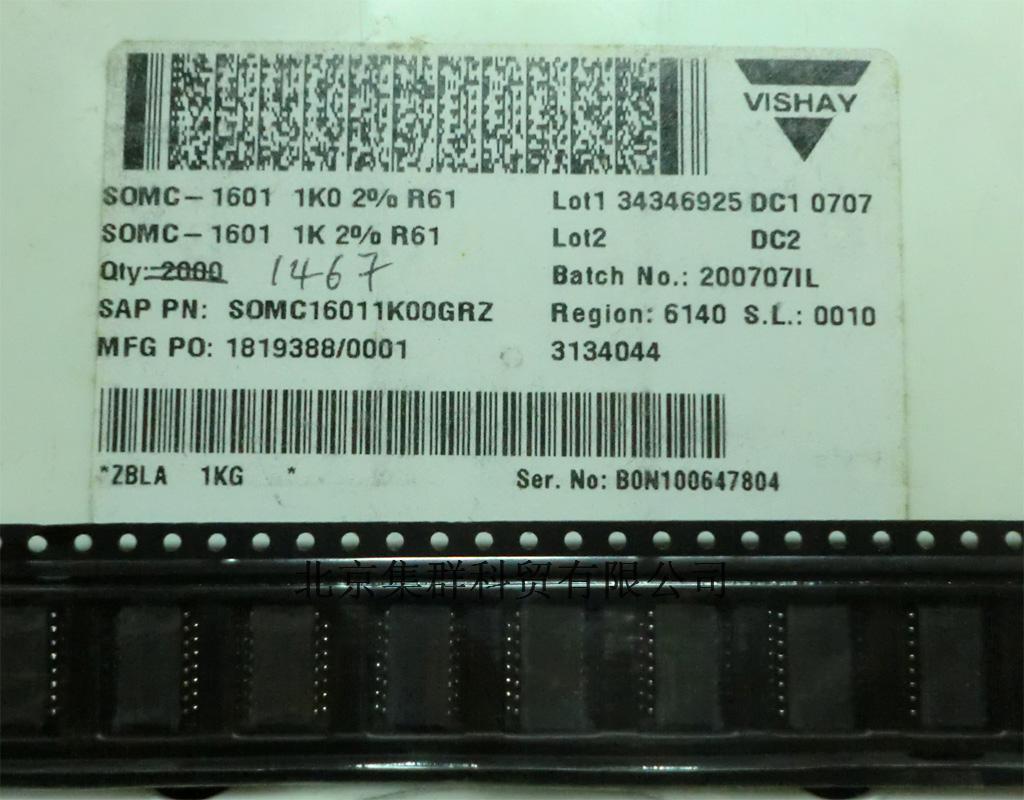 VISHAY
SOMC-1601 1K0 2% R61
Lot1 34346925 DC1 0707
SOMC-1601 1K 2% R61
Lot2 DC2
Qty: 2000 1467
Batch No.: 200707IL
SAP PN: SOMC16011K00GRZ
Region: 6140 S.L.: 0010
MFG PO: 1819388/0001
3134044
*ZBLA 1KG *
Ser. No: B0N100647804
北京集群科贸有限公司